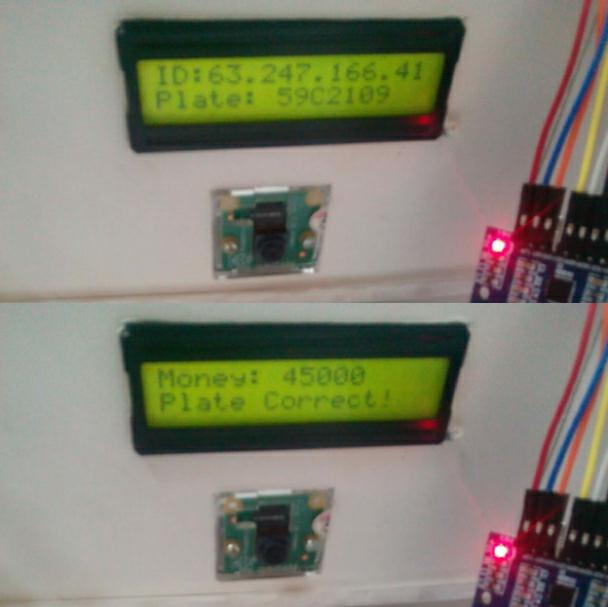 ID:63.247.166.41
Plate: 59C2109
Money: 45000
Plate Correct!